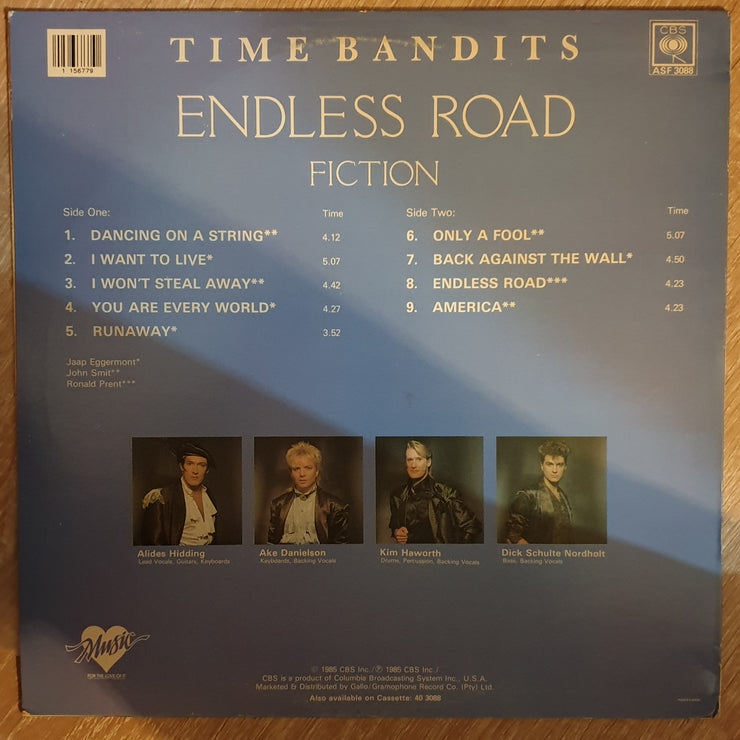 1 156779
TIME BANDITS
CBS
ASF 3088
ENDLESS ROAD
FICTION
Side One: Time
1. DANCING ON A STRING** 4.12
2. I WANT TO LIVE* 5.07
3. I WON'T STEAL AWAY** 4.42
4. YOU ARE EVERY WORLD* 4.27
5. RUNAWAY* 3.52
Side Two: Time
6. ONLY A FOOL** 5.07
7. BACK AGAINST THE WALL* 4.50
8. ENDLESS ROAD*** 4.23
9. AMERICA** 4.23
Jaap Eggermont*
John Smit**
Ronald Prent***
Alides Hidding
Lead Vocals, Guitars, Keyboards
Ake Danielson
Keyboards, Backing Vocals
Kim Haworth
Drums, Percussion, Backing Vocals
Dick Schulte Nordholt
Bass, Backing Vocals
Music
FOR THE LOVE OF IT
© 1985 CBS Inc./℗ 1985 CBS Inc./
CBS is a product of Columbia Broadcasting System Inc., U.S.A.
Marketed & Distributed by Gallo/Gramophone Record Co. (Pty) Ltd.
Also available on Cassette: 40 3088